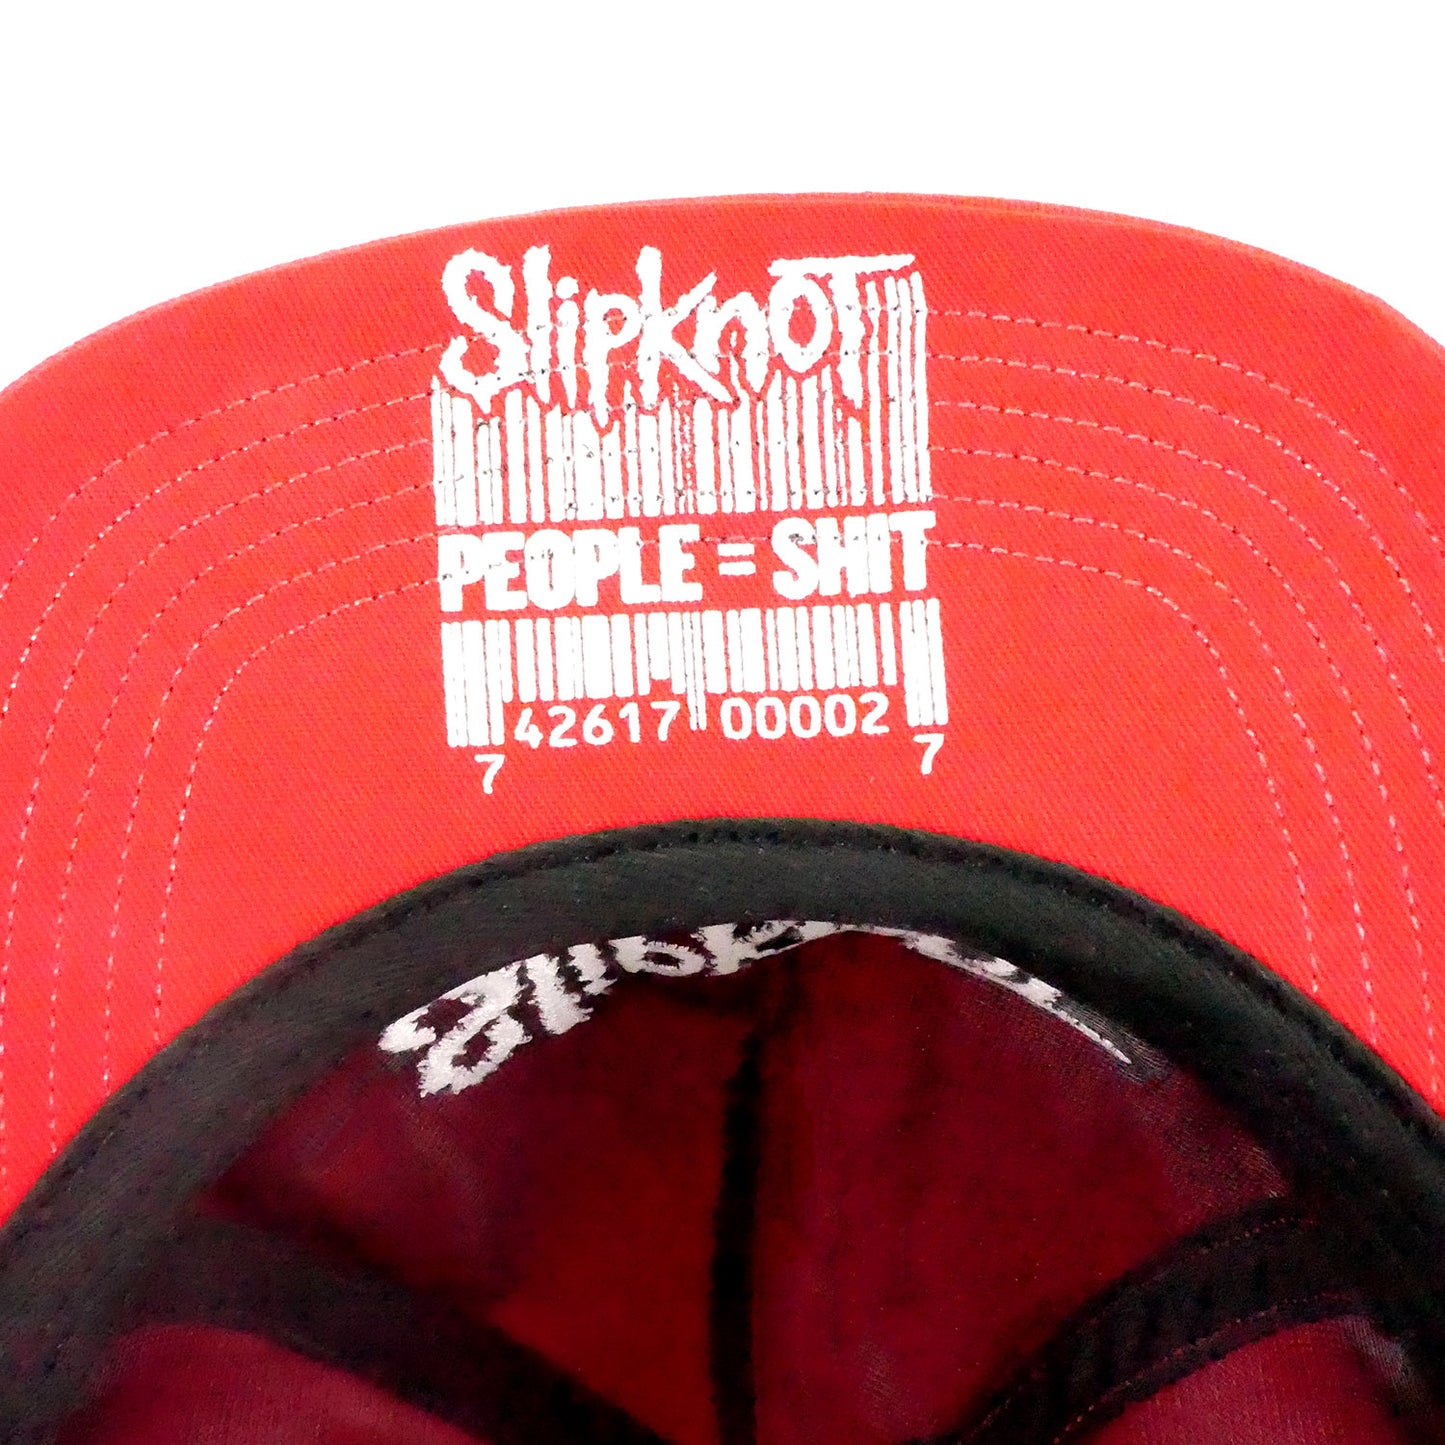 Slipknot
PEOPLE = SHIT
7 42617 00002 7